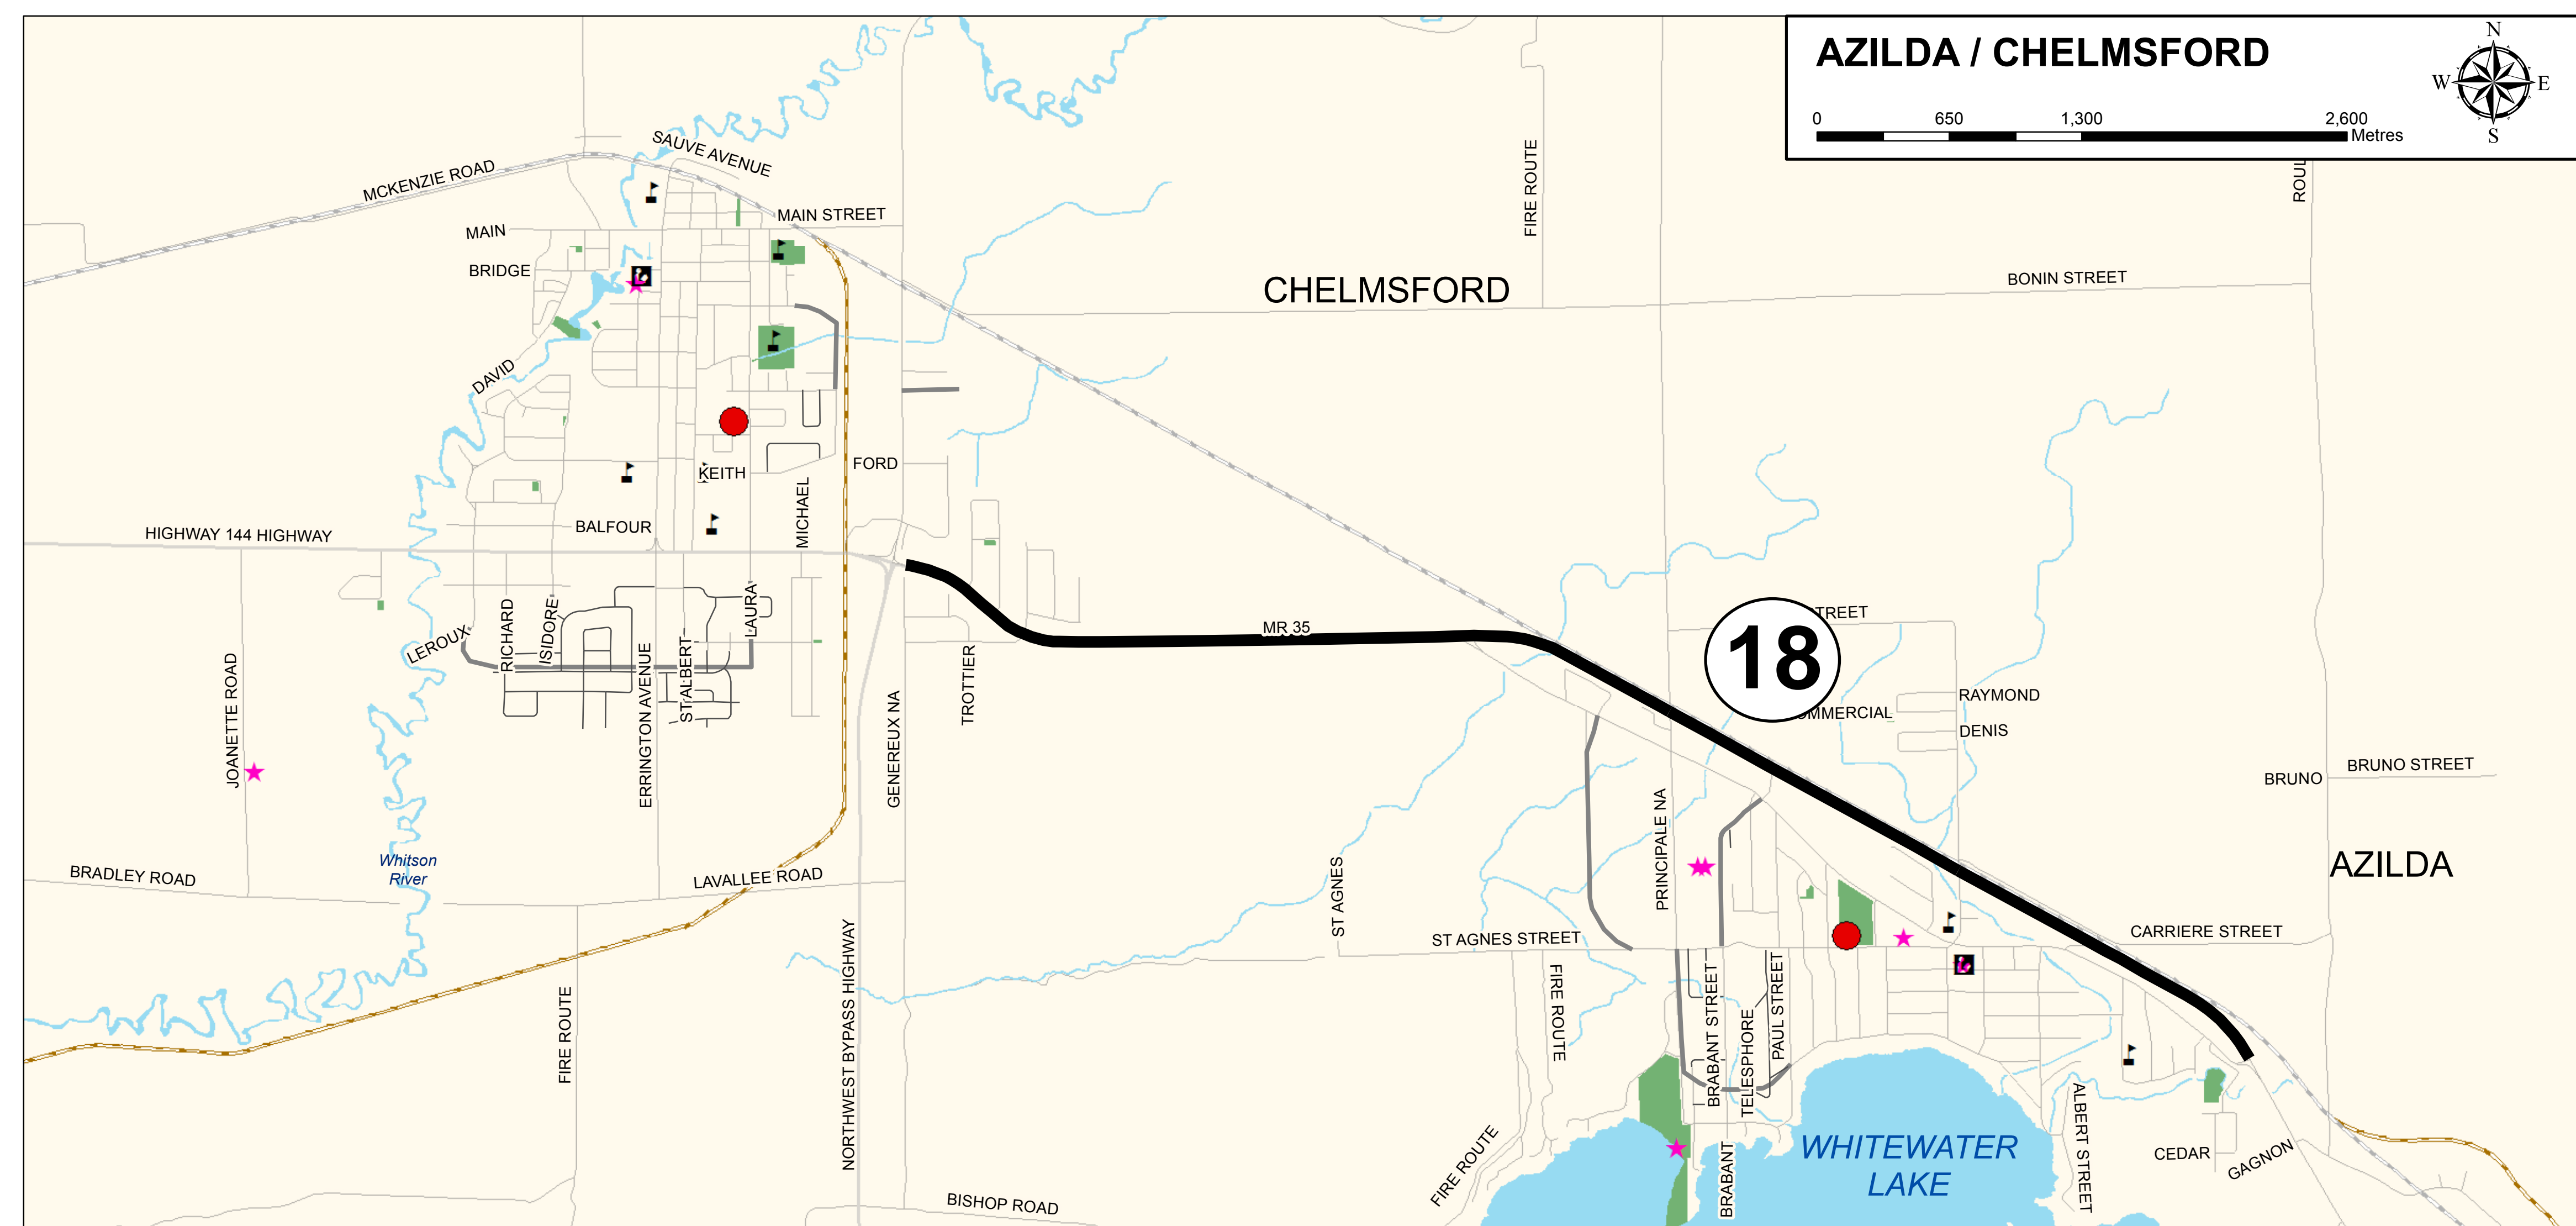 AZILDA / CHELMSFORD
N
W
E
S
0
650
1,300
2,600
Metres
SAUVE AVENUE
MCKENZIE ROAD
FIRE ROUTE
MAIN STREET
MAIN
BRIDGE
CHELMSFORD
BONIN STREET
DAVID
KEITH
FORD
MICHAEL
BALFOUR
HIGHWAY 144 HIGHWAY
LEROUX
RICHARD
ISIDORE
LAURA
ST ALBERT
ERRINGTON AVENUE
JOANETTE ROAD
MR 35
TROTTIER
GENEREUX NA
18
RAYMOND
DENIS
BRUNO
BRUNO STREET
PRINCIPALE NA
Whitson
River
BRADLEY ROAD
LAVALLEE ROAD
AZILDA
ST AGNES
ST AGNES STREET
CARRIERE STREET
FIRE ROUTE
NORTHWEST BYPASS HIGHWAY
FIRE ROUTE
BRABANT STREET
TELESPHORE
PAUL STREET
FIRE ROUTE
BRABANT
WHITEWATER
LAKE
ALBERT STREET
CEDAR
GAGNON
BISHOP ROAD